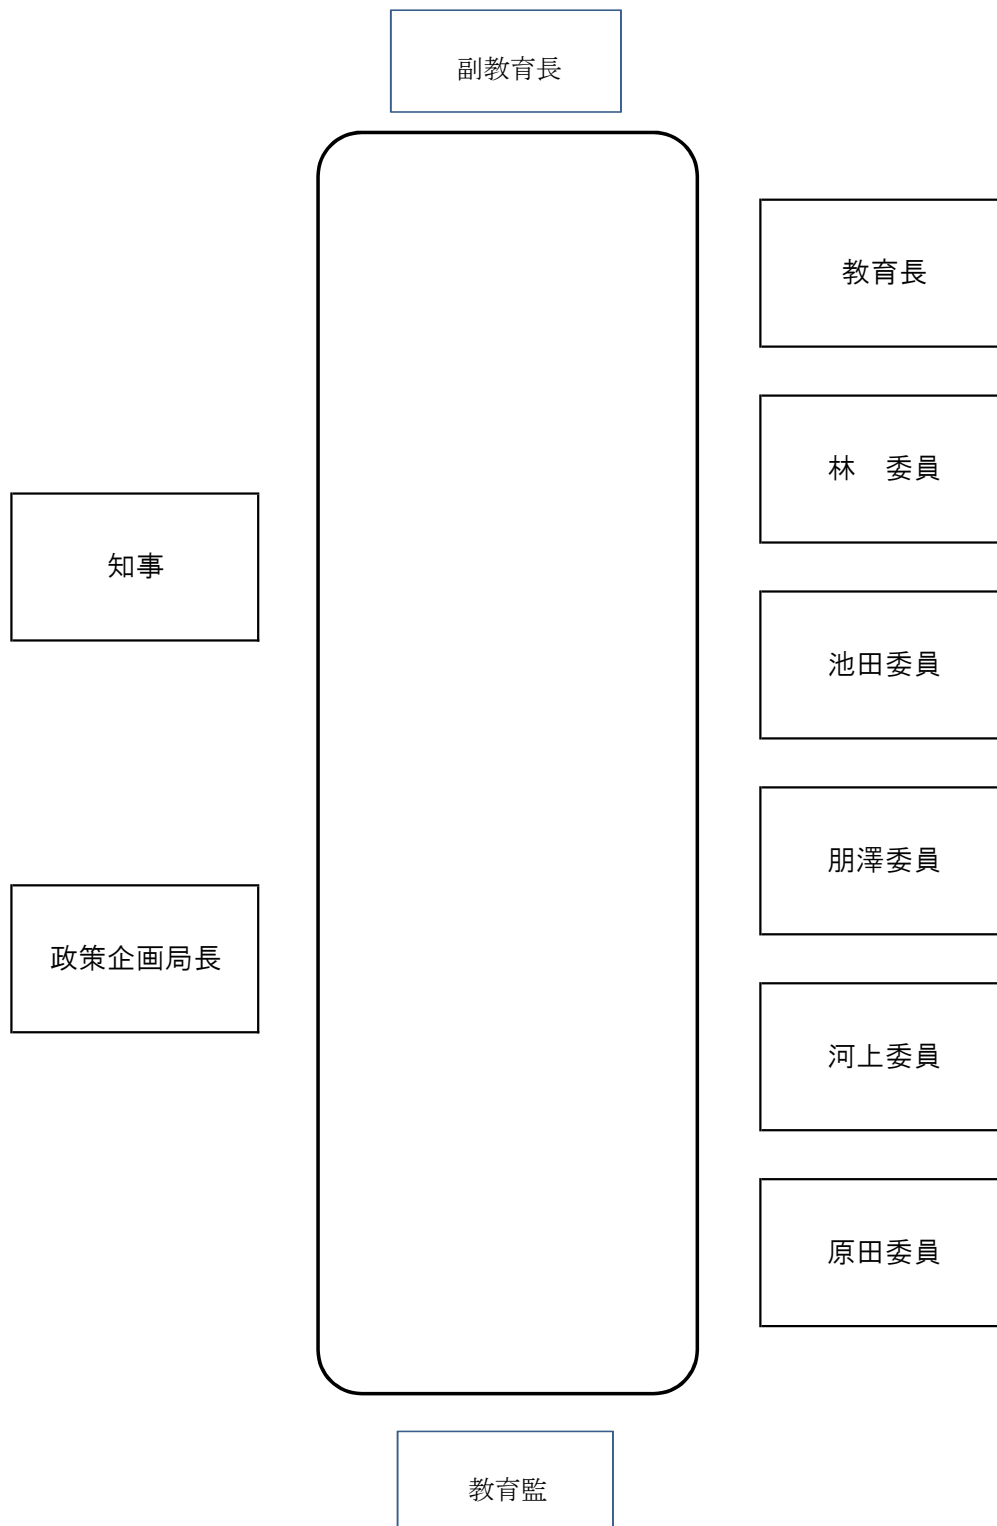 副教育長
教育長
林　委員
知事
池田委員
朋澤委員
政策企画局長
河上委員
原田委員
教育監